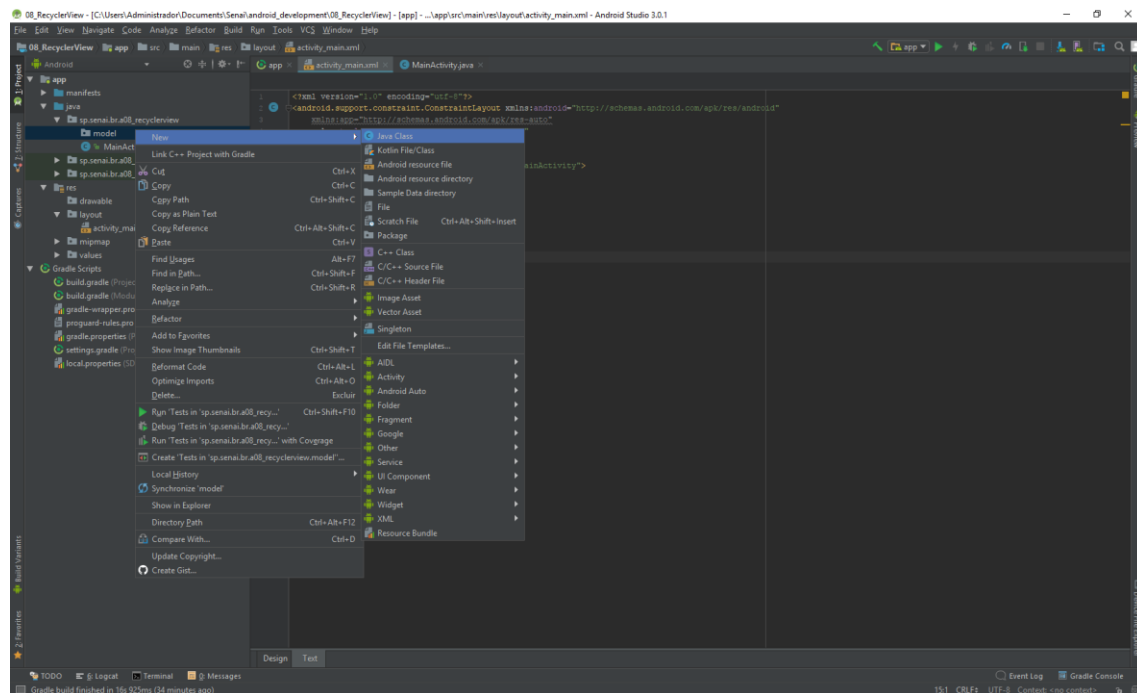 08_RecyclerView - [C:\Users\Administrador\Documents\Senai\android_development\08_RecyclerView] - [app] - ...\app\src\main\res\layout\activity_main.xml - Android Studio 3.0.1
File Edit View Navigate Code Analyze Refactor Build Run Tools VCS Window Help
08_RecyclerView app src main res layout activity_main.xml
app
Android
app activity_main.xml MainActivity.java
1: Project
app
manifests
java
sp.senai.br.a08_recyclerview
model
MainAct
sp.senai.br.a08_
sp.senai.br.a08_
res
drawable
layout
activity_mai
mipmap
values
Gradle Scripts
build.gradle (Projec
build.gradle (Modu
gradle-wrapper.pro
proguard-rules.pro
gradle.properties (P
settings.gradle (Pro
local.properties (SD
Z: Structure
Captures
Build Variants
2: Favorites
1 <?xml version="1.0" encoding="utf-8"?>
2 <android.support.constraint.ConstraintLayout xmlns:android="http://schemas.android.com/apk/res/android"
3 xmlns:app="http://schemas.android.com/apk/res-auto"
ainActivity">
New
Link C++ Project with Gradle
Cut Ctrl+X
Copy Ctrl+C
Copy Path Ctrl+Shift+C
Copy as Plain Text
Copy Reference Ctrl+Alt+Shift+C
Paste Ctrl+V
Find Usages Alt+F7
Find in Path... Ctrl+Shift+F
Replace in Path... Ctrl+Shift+R
Analyze
Refactor
Add to Favorites
Show Image Thumbnails Ctrl+Shift+T
Reformat Code Ctrl+Alt+L
Optimize Imports Ctrl+Alt+O
Delete... Excluir
Run 'Tests in 'sp.senai.br.a08_recy...' Ctrl+Shift+F10
Debug 'Tests in 'sp.senai.br.a08_recy...'
Run 'Tests in 'sp.senai.br.a08_recy...' with Coverage
Create 'Tests in 'sp.senai.br.a08_recyclerview.model''...
Local History
Synchronize 'model'
Show in Explorer
Directory Path Ctrl+Alt+F12
Compare With... Ctrl+D
Update Copyright...
Create Gist...
Java Class
Kotlin File/Class
Android resource file
Android resource directory
Sample Data directory
File
Scratch File Ctrl+Alt+Shift+Insert
Package
C++ Class
C/C++ Source File
C/C++ Header File
Image Asset
Vector Asset
Singleton
Edit File Templates...
AIDL
Activity
Android Auto
Folder
Fragment
Google
Other
Service
UI Component
Wear
Widget
XML
Resource Bundle
Design Text
TODO 6: Logcat Terminal 0: Messages
Event Log Gradle Console
Gradle build finished in 16s 925ms (34 minutes ago)
15:1 CRLF÷ UTF-8 Context: <no context>